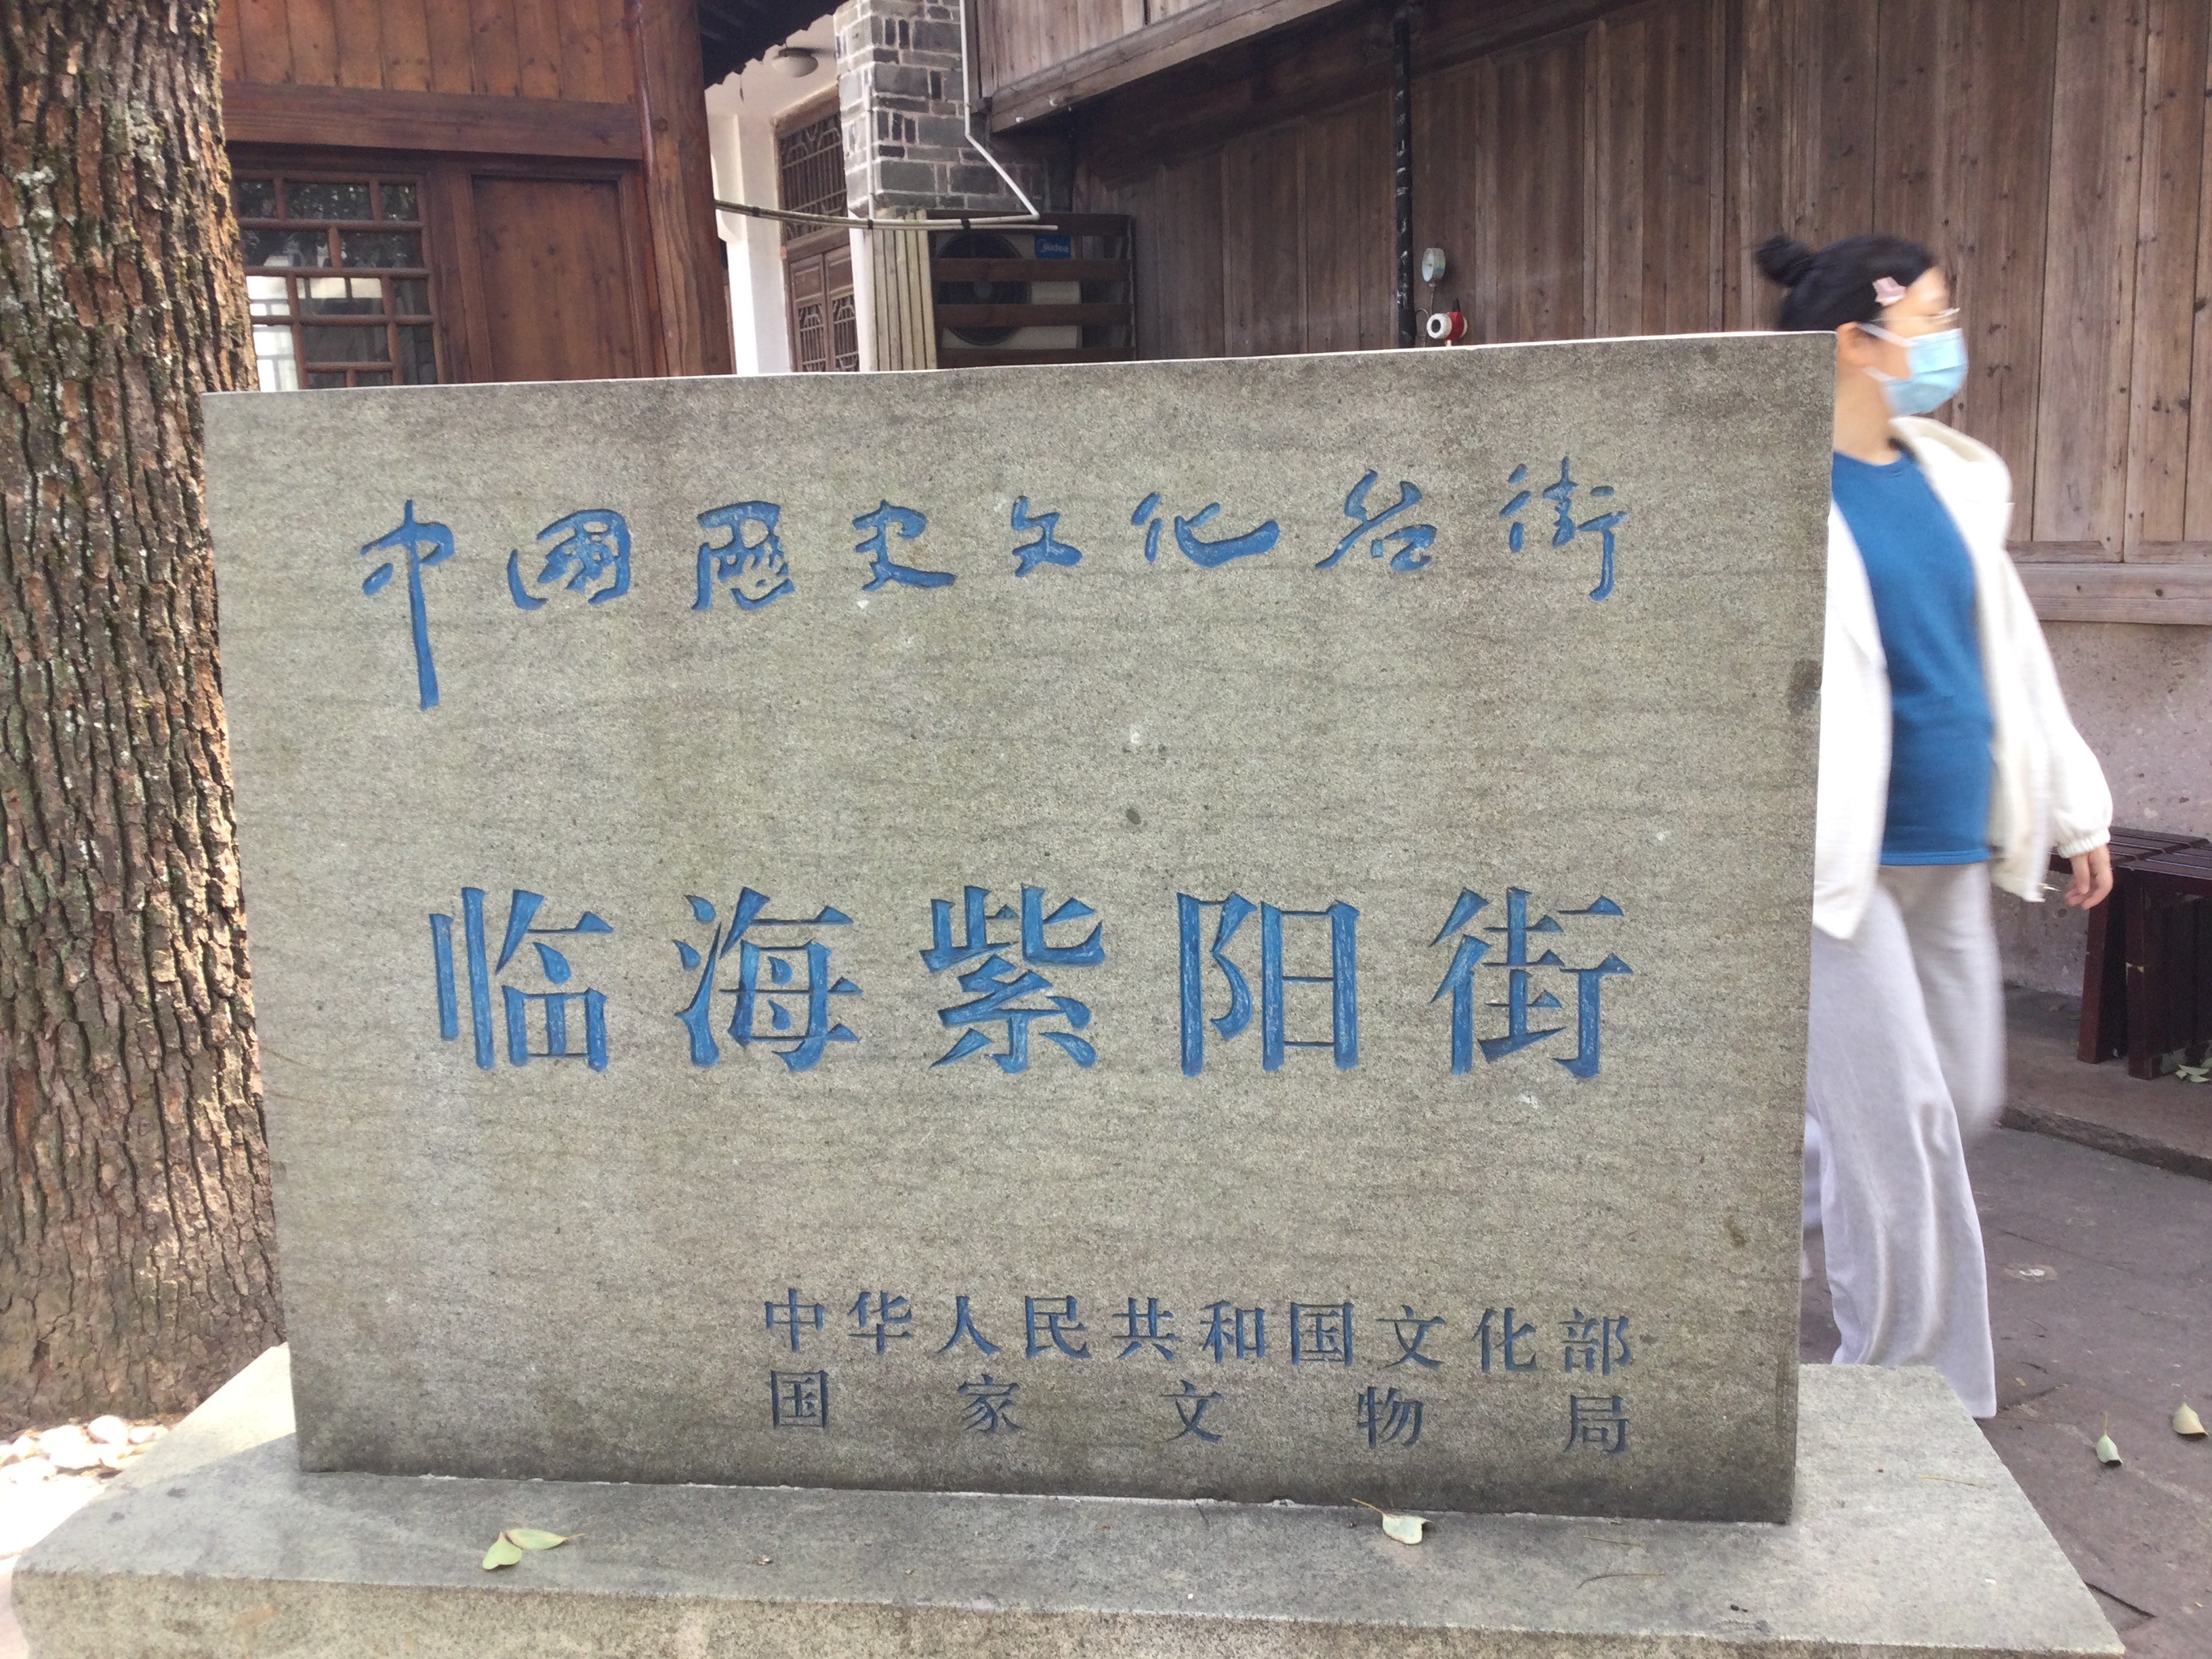 Midea
中國歷史文化名街
临海紫阳街
中华人民共和国文化部
国家文物局